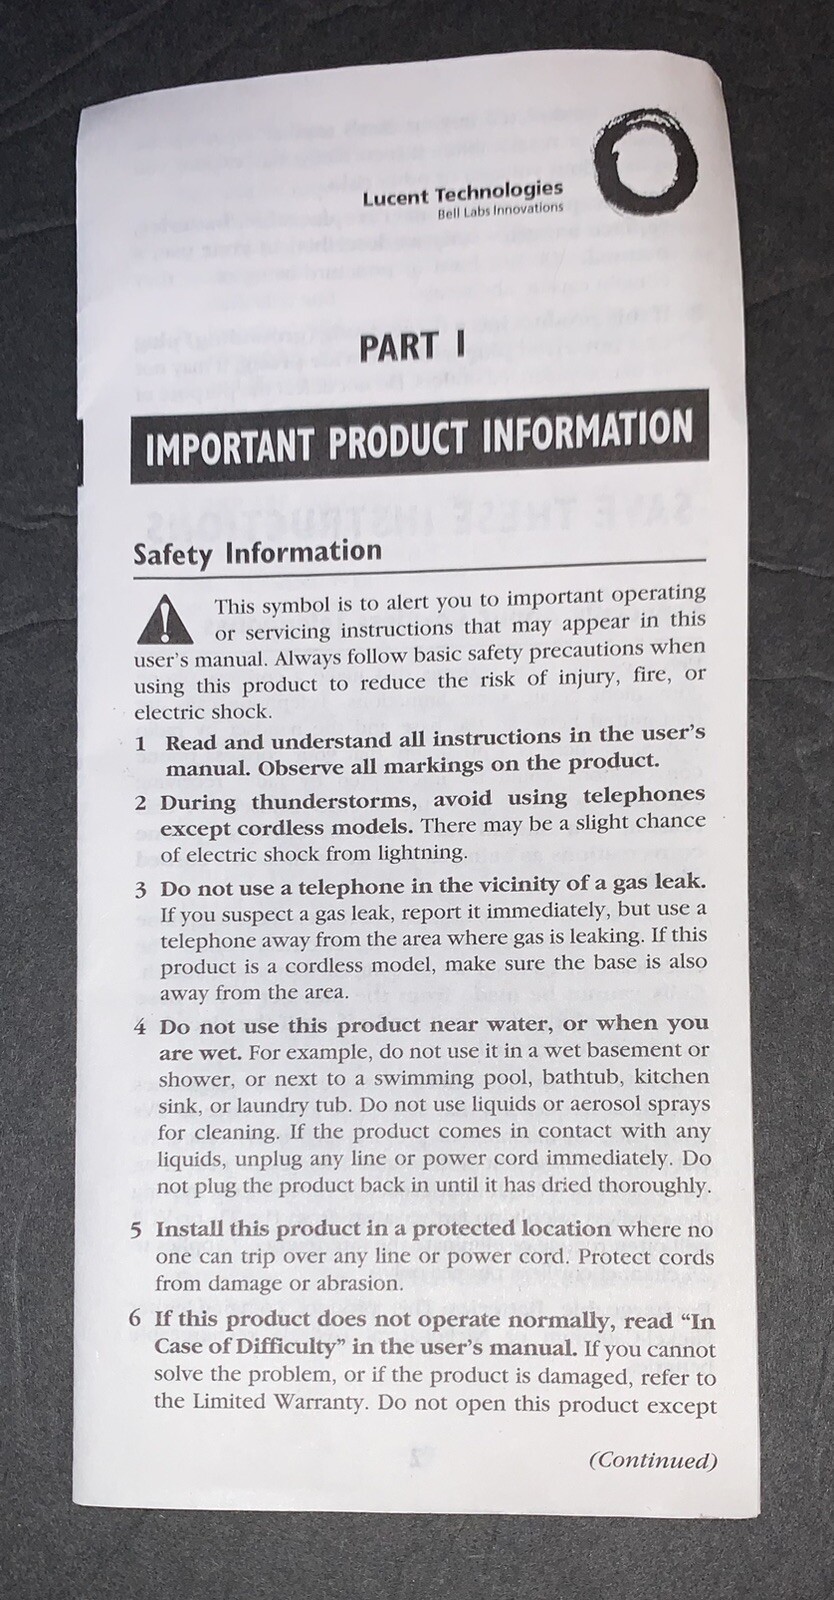 Lucent Technologies
Bell Labs Innovations
PART I
IMPORTANT PRODUCT INFORMATION
SAVE THESE INSTRUCTIONS
Safety Information
This symbol is to alert you to important operating
or servicing instructions that may appear in this
user's manual. Always follow basic safety precautions when
using this product to reduce the risk of injury, fire, or
electric shock.
1 Read and understand all instructions in the user's
manual. Observe all markings on the product.
2 During thunderstorms, avoid using telephones
except cordless models. There may be a slight chance
of electric shock from lightning.
3 Do not use a telephone in the vicinity of a gas leak.
If you suspect a gas leak, report it immediately, but use a
telephone away from the area where gas is leaking. If this
product is a cordless model, make sure the base is also
away from the area.
4 Do not use this product near water, or when you
are wet. For example, do not use it in a wet basement or
shower, or next to a swimming pool, bathtub, kitchen
sink, or laundry tub. Do not use liquids or aerosol sprays
for cleaning. If the product comes in contact with any
liquids, unplug any line or power cord immediately. Do
not plug the product back in until it has dried thoroughly.
5 Install this product in a protected location where no
one can trip over any line or power cord. Protect cords
from damage or abrasion.
6 If this product does not operate normally, read “In
Case of Difficulty” in the user's manual. If you cannot
solve the problem, or if the product is damaged, refer to
the Limited Warranty. Do not open this product except
(Continued)